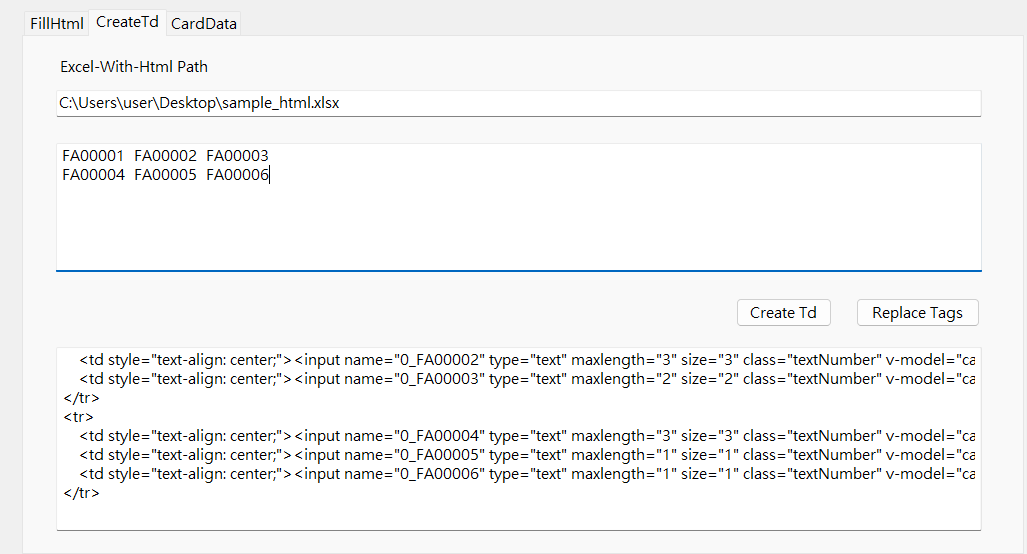 FillHtml CreateTd CardData
Excel-With-Html Path
C:\Users\user\Desktop\sample_html.xlsx
FA00001 FA00002 FA00003
FA00004 FA00005 FA00006
Create Td Replace Tags
<td style="text-align: center;"><input name="0_FA00002" type="text" maxlength="3" size="3" class="textNumber" v-model="ca
<td style="text-align: center;"><input name="0_FA00003" type="text" maxlength="2" size="2" class="textNumber" v-model="ca
</tr>
<tr>
<td style="text-align: center;"><input name="0_FA00004" type="text" maxlength="3" size="3" class="textNumber" v-model="ca
<td style="text-align: center;"><input name="0_FA00005" type="text" maxlength="1" size="1" class="textNumber" v-model="ca
<td style="text-align: center;"><input name="0_FA00006" type="text" maxlength="1" size="1" class="textNumber" v-model="ca
</tr>